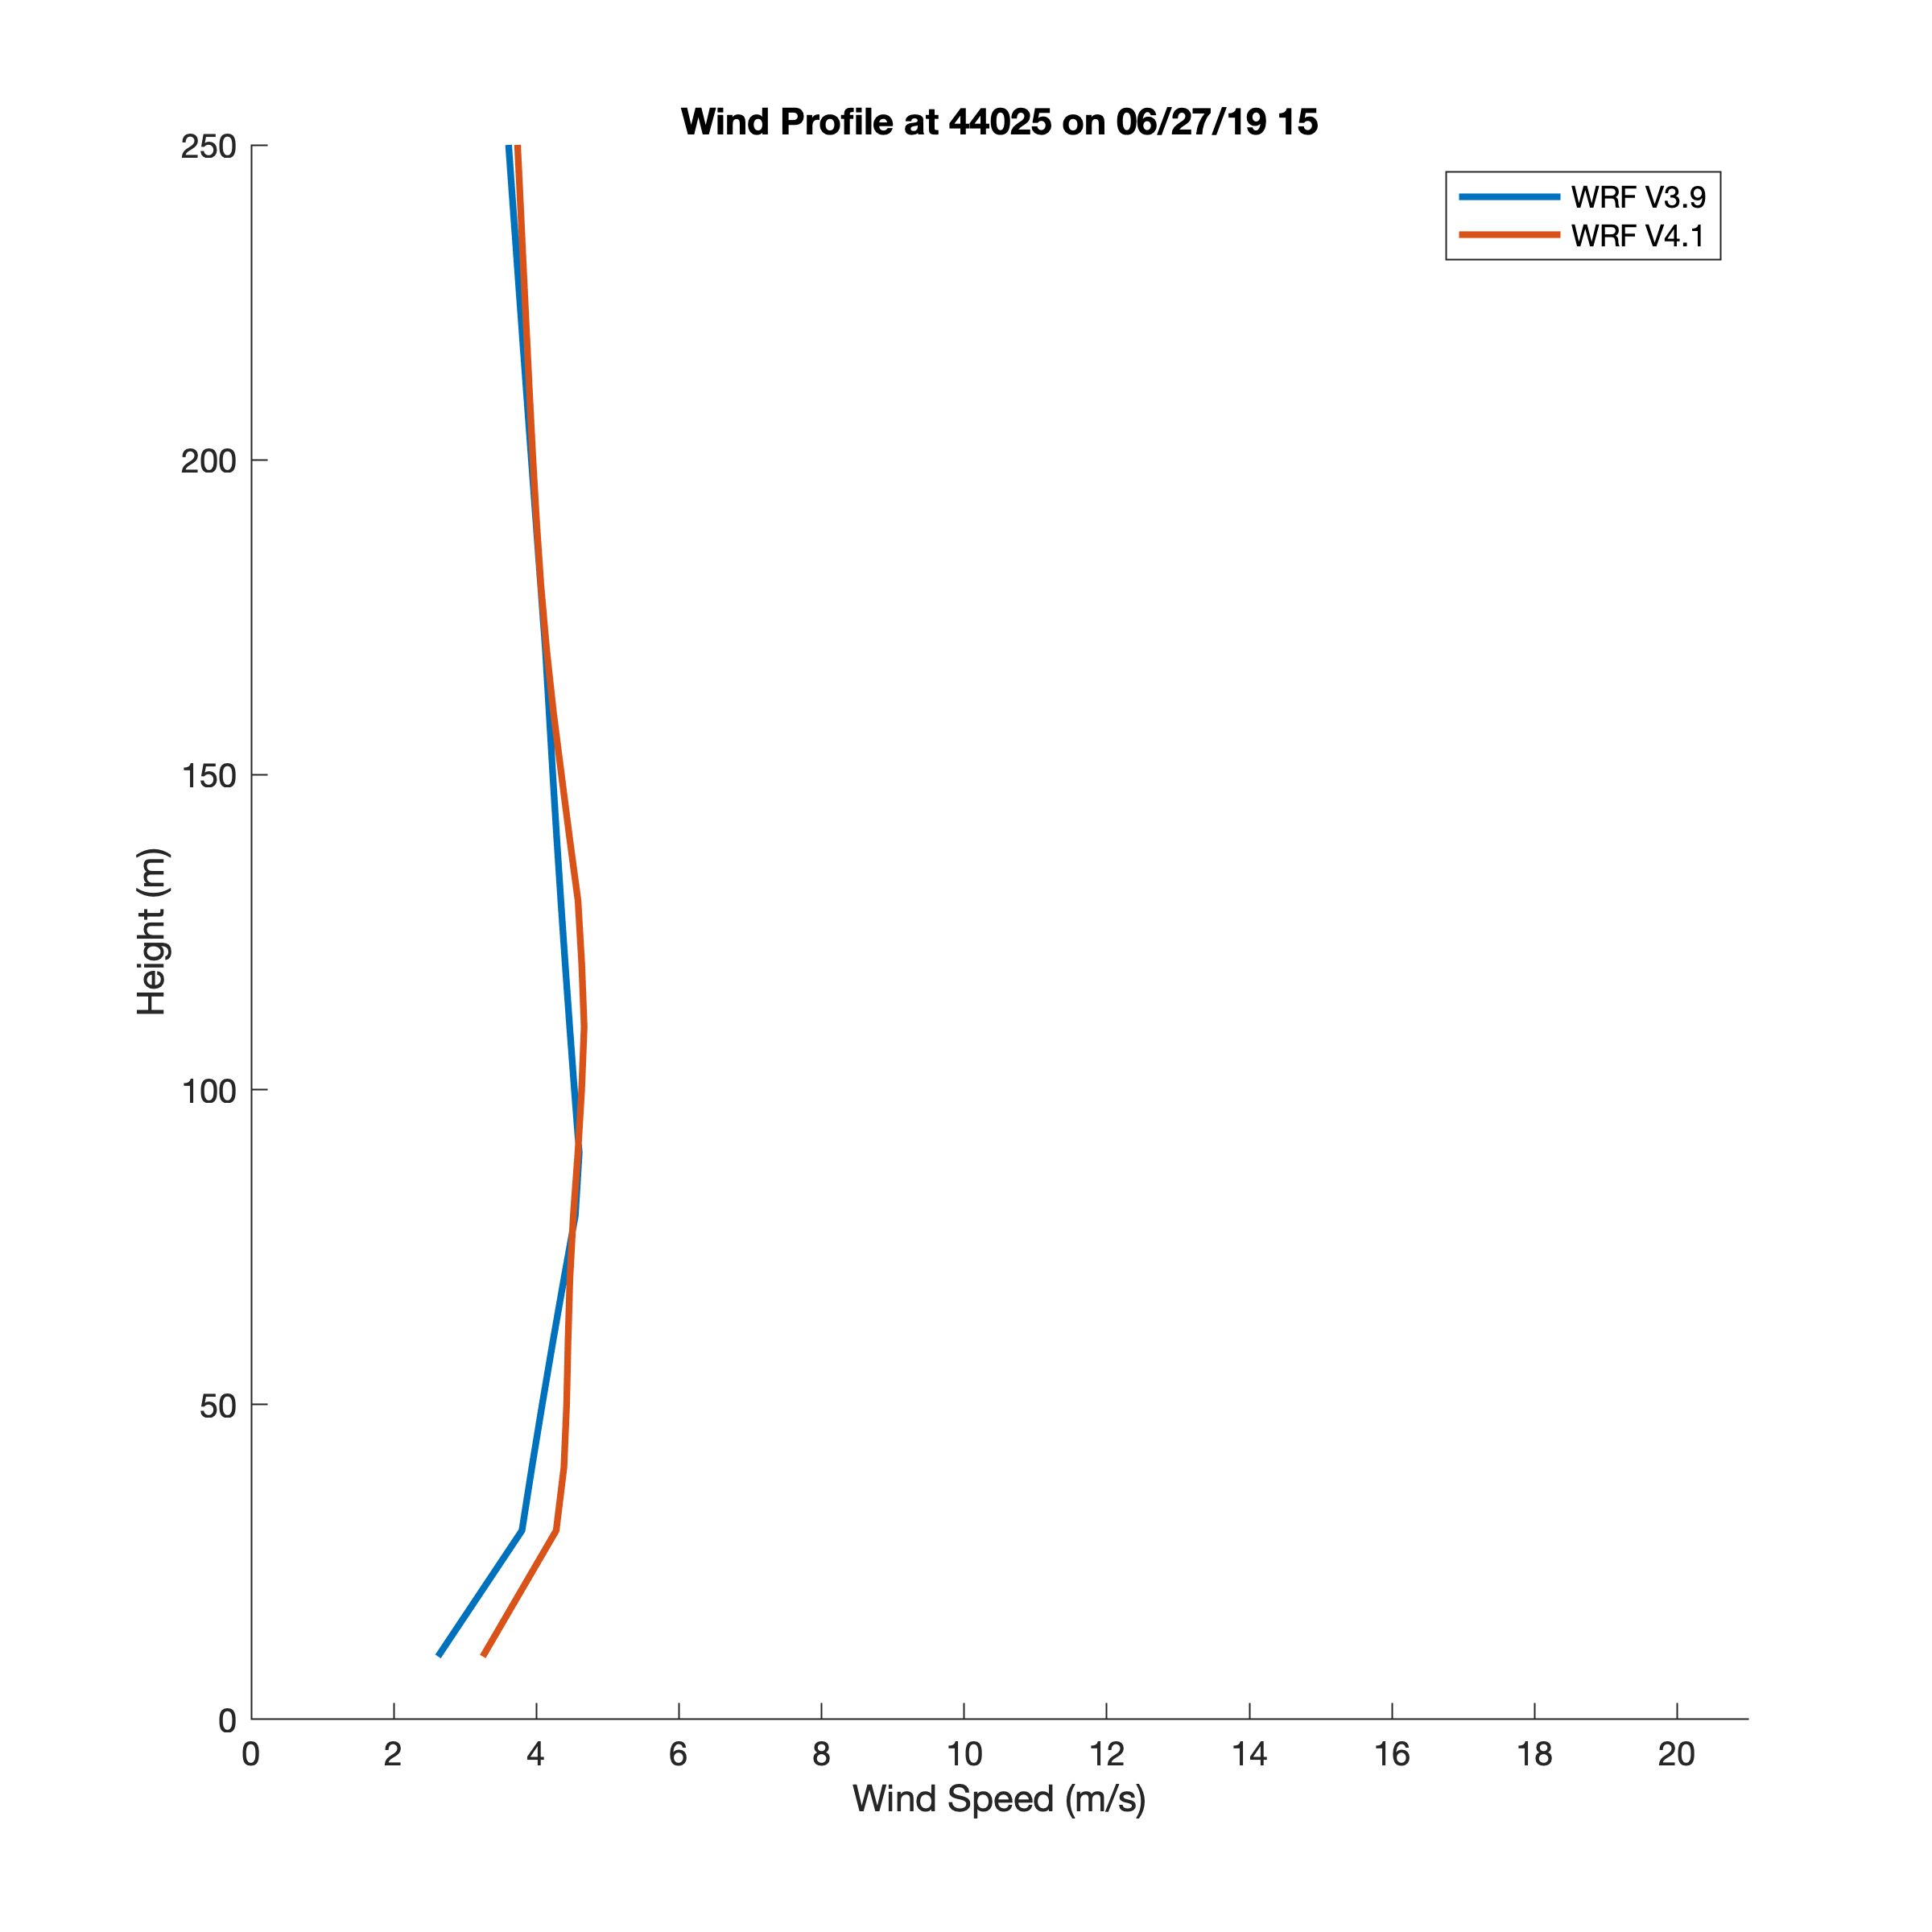 Wind Profile at 44025 on 06/27/19 15
WRF V3.9
WRF V4.1
250
200
150
100
50
0
Height (m)
0 2 4 6 8 10 12 14 16 18 20
Wind Speed (m/s)